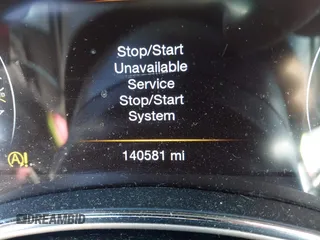 Stop/Start
Unavailable
Service
Stop/Start
System
140581 mi
DREAMBID